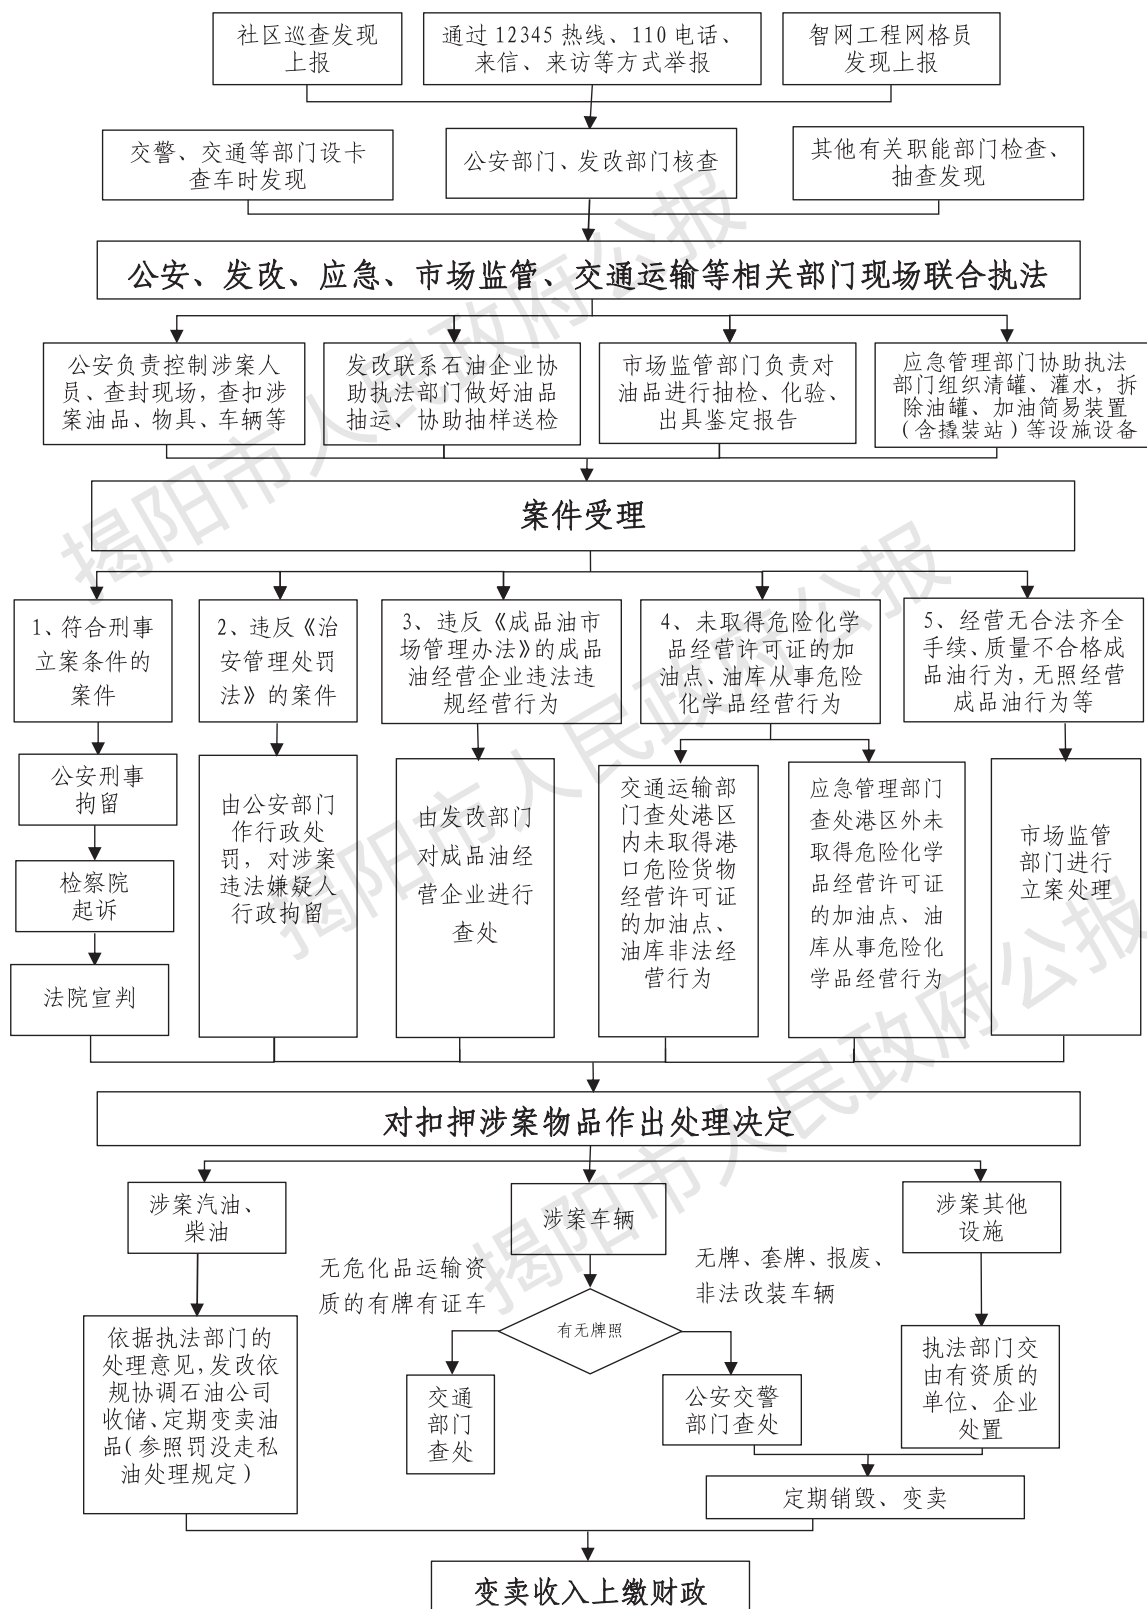 社区巡查发现
上报
通过 12345 热线、110 电话、
来信、来访等方式举报
智网工程网格员
发现上报
交警、交通等部门设卡
查车时发现
公安部门、发改部门核查
其他有关职能部门检查、
抽查发现
公安、发改、应急、市场监管、交通运输等相关部门现场联合执法
公安负责控制涉案人
员、查封现场，查扣涉
案油品、物具、车辆等
发改联系石油企业协
助执法部门做好油品
抽运、协助抽样送检
市场监管部门负责对
油品进行抽检、化验、
出具鉴定报告
应急管理部门协助执法
部门组织清罐、灌水，拆
除油罐、加油简易装置
（含撬装站）等设施设备
案件受理
1、符合刑事
立案条件的
案件
2、违反《治
安管理处罚
法》的案件
3、违反《成品油市
场管理办法》的成品
油经营企业违法违
规经营行为
4、未取得危险化学
品经营许可证的加
油点、油库从事危险
化学品经营行为
5、经营无合法齐全
手续、质量不合格成
品油行为，无照经营
成品油行为等
公安刑事
拘留
检察院
起诉
法院宣判
由公安部门
作行政处
罚，对涉案
违法嫌疑人
行政拘留
由发改部门
对成品油经
营企业进行
查处
交通运输部
门查处港区
内未取得港
口危险货物
经营许可证
的加油点、
油库非法经
营行为
应急管理部门
查处港区外未
取得危险化学
品经营许可证
的加油点、油
库从事危险化
学品经营行为
市场监管
部门进行
立案处理
对扣押涉案物品作出处理决定
涉案汽油、
柴油
涉案车辆
涉案其他
设施
无危化品运输资
质的有牌有证车
无牌、套牌、报废、
非法改装车辆
有无牌照
依据执法部门的
处理意见，发改依
规协调石油公司
收储、定期变卖油
品（参照罚没走私
油处理规定）
交通
部门
查处
公安交警
部门查处
执法部门交
由有资质的
单位、企业
处置
定期销毁、变卖
变卖收入上缴财政
揭阳市人民政府公报
揭阳市人民政府公报
揭阳市人民政府公报